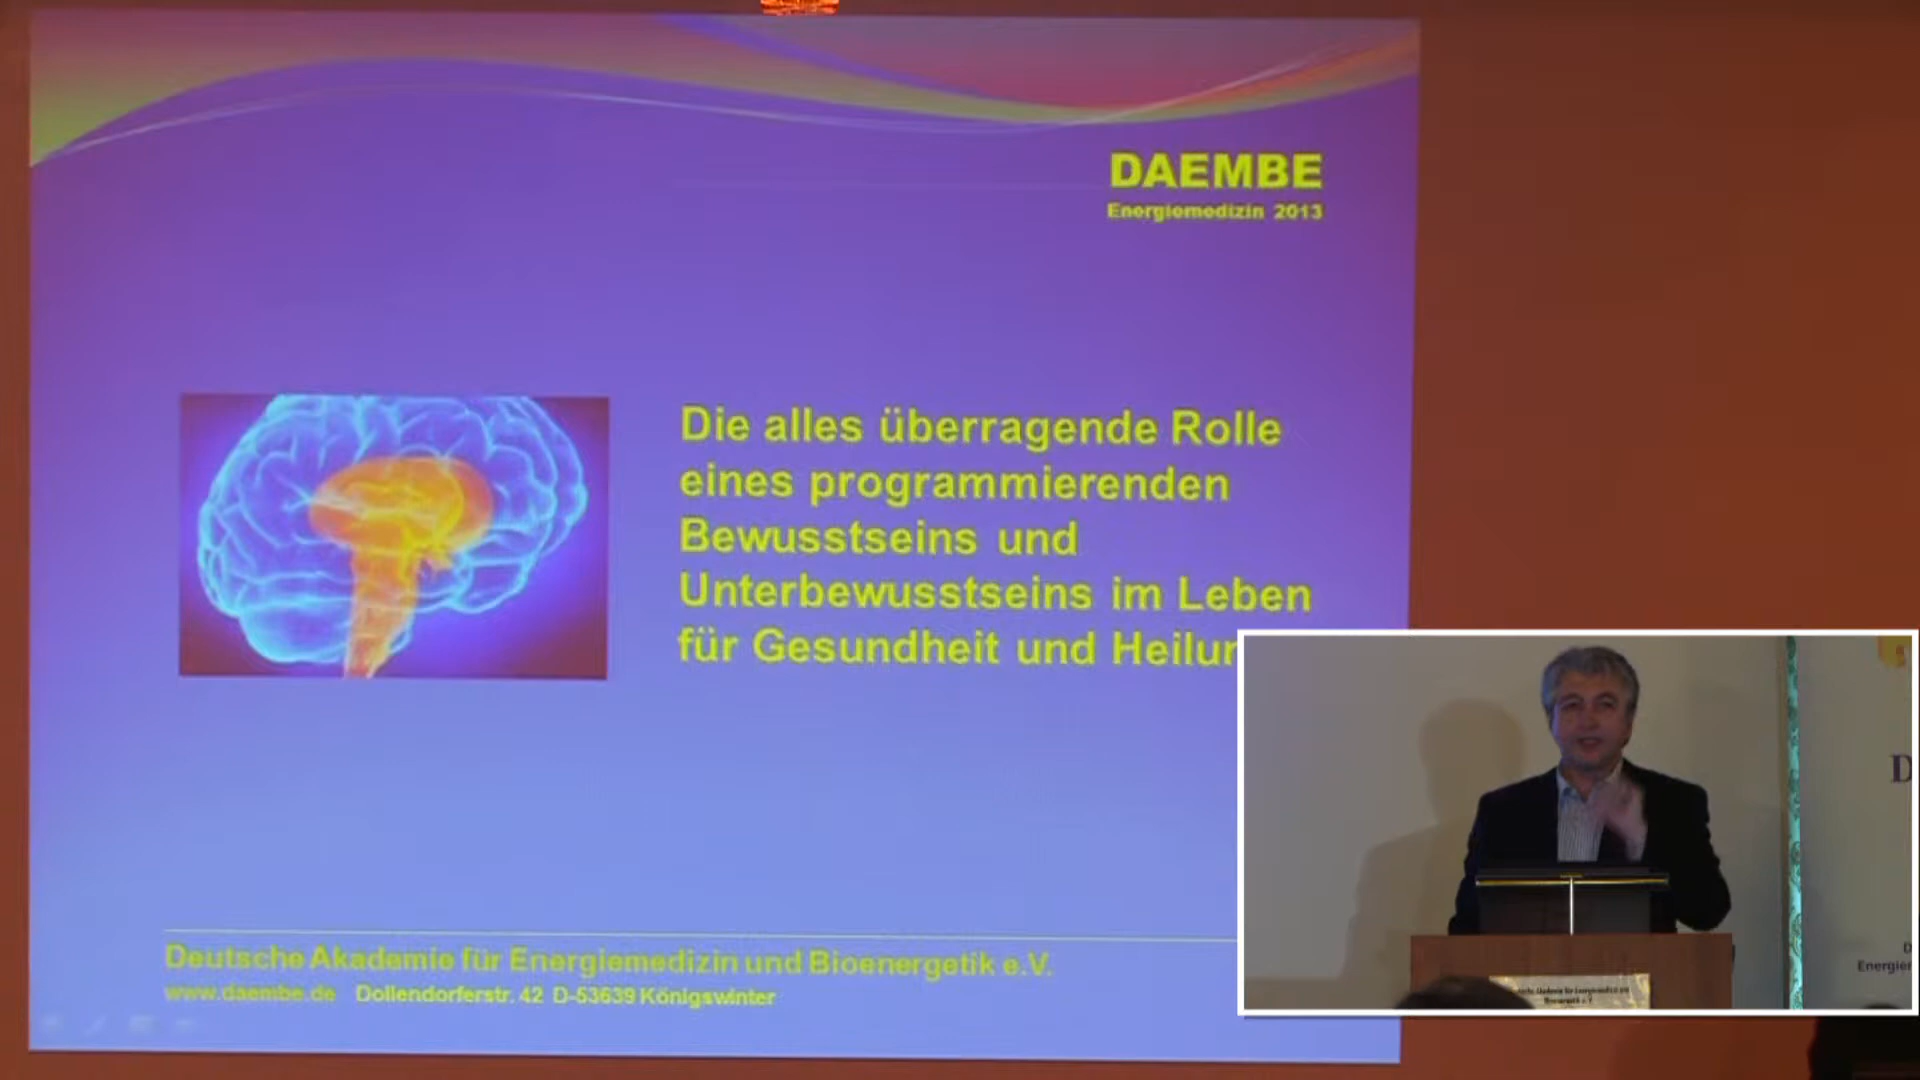 DAEMBE
Energiemedizin 2013
Die alles überragende Rolle
eines programmierenden
Bewusstseins und
Unterbewusstseins im Leben
für Gesundheit und
Deutsche Akademie für Energiemedizin und Bioenergetik e.V.
www.daembe.de Dollendorferstr. 42 D-53639 Königswinter